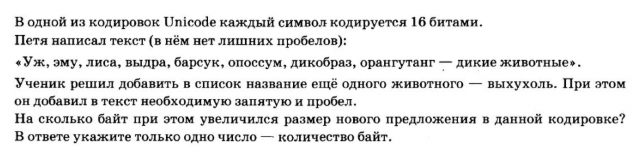 В одной из кодировок Unicode каждый символ кодируется 16 битами.
Петя написал текст (в нём нет лишних пробелов):
«Уж, эму, лиса, выдра, барсук, опоссум, дикобраз, орангутанг — дикие животные».
Ученик решил добавить в список название ещё одного животного — выхухоль. При этом
он добавил в текст необходимую запятую и пробел.
На сколько байт при этом увеличился размер нового предложения в данной кодировке?
В ответе укажите только одно число — количество байт.